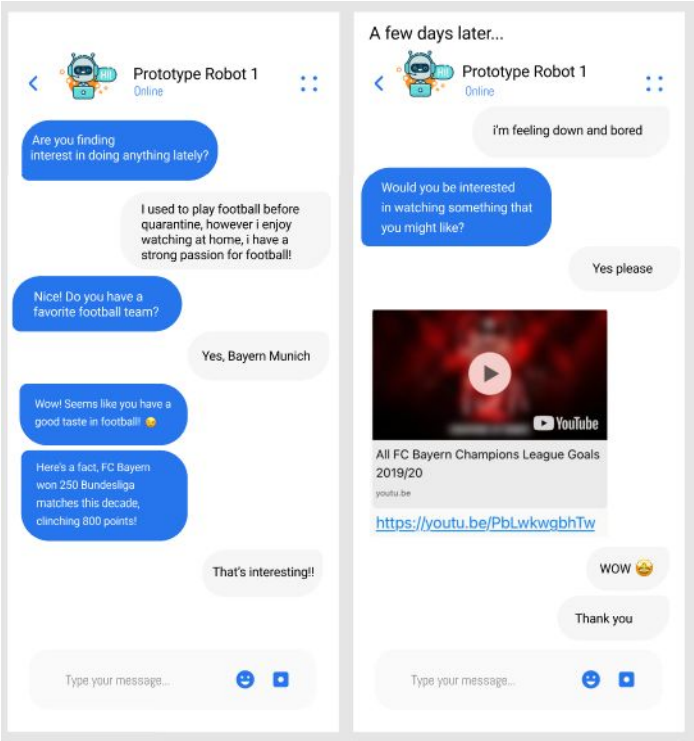 Prototype Robot 1
Online
Are you finding
interest in doing anything lately?
I used to play football before
quarantine, however i enjoy
watching at home, i have a
strong passion for football!
Nice! Do you have a
favorite football team?
Yes, Bayern Munich
Wow! Seems like you have a
good taste in football! 😏
Here's a fact, FC Bayern
won 250 Bundesliga
matches this decade,
clinching 800 points!
That's interesting!!
Type your message...
A few days later...
Prototype Robot 1
Online
i'm feeling down and bored
Would you be interested
in watching something that
you might like?
Yes please
YouTube
All FC Bayern Champions League Goals
2019/20
youtu.be
https://youtu.be/PbLwkwgbhTw
WOW 🤩
Thank you
Type your message...